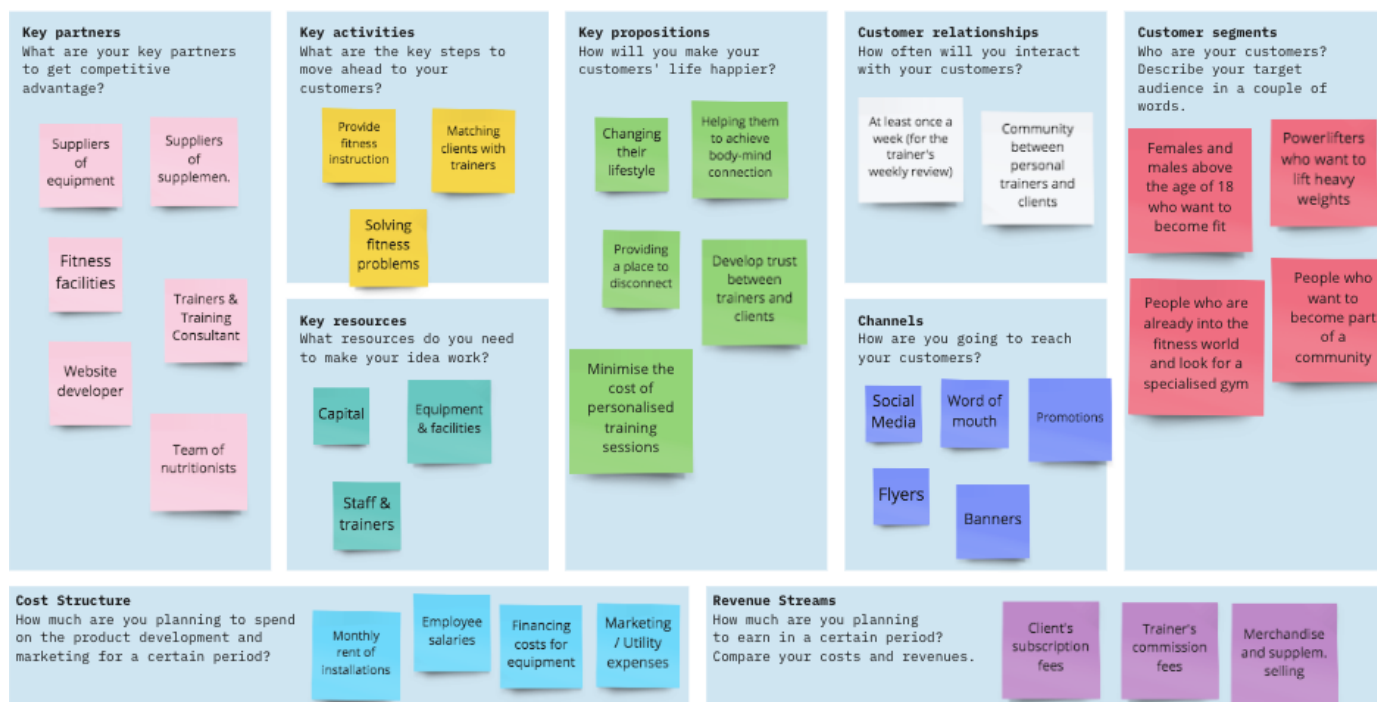 Key partners
What are your key partners
to get competitive
advantage?
Suppliers
of
equipment
Suppliers
of
supplemen.
Fitness
facilities
Trainers &
Training
Consultant
Website
developer
Team of
nutritionists
Key activities
What are the key steps to
move ahead to your
customers?
Provide
fitness
instruction
Matching
clients with
trainers
Solving
fitness
problems
Key resources
What resources do you need
to make your idea work?
Capital
Equipment
& facilities
Staff &
trainers
Key propositions
How will you make your
customers' life happier?
Changing
their
lifestyle
Helping them
to achieve
body-mind
connection
Providing
a place to
disconnect
Develop trust
between
trainers and
clients
Minimise the
cost of
personalised
training
sessions
Customer relationships
How often will you interact
with your customers?
At least once a
week (for the
trainer's
weekly review)
Community
between
personal
trainers and
clients
Channels
How are you going to reach
your customers?
Social
Media
Word of
mouth
Promotions
Flyers
Banners
Customer segments
Who are your customers?
Describe your target
audience in a couple of
words.
Females and
males above
the age of 18
who want to
become fit
Powerlifters
who want to
lift heavy
weights
People who are
already into the
fitness world
and look for a
specialised gym
People who
want to
become part
of a
community
Cost Structure
How much are you planning to spend
on the product development and
marketing for a certain period?
Monthly
rent of
installations
Employee
salaries
Financing
costs for
equipment
Marketing
/ Utility
expenses
Revenue Streams
How much are you planning
to earn in a certain period?
Compare your costs and revenues.
Client's
subscription
fees
Trainer's
commission
fees
Merchandise
and supplem.
selling